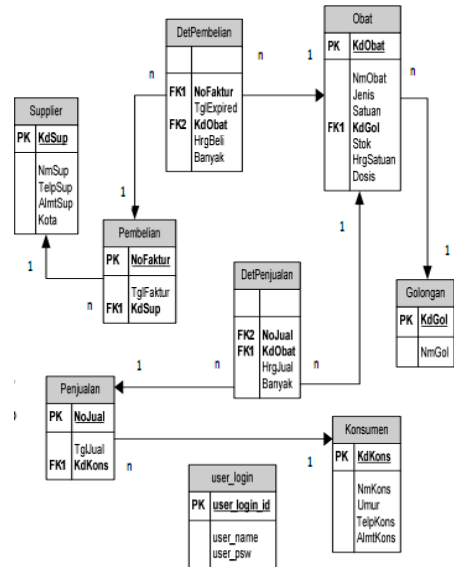 Obat
PK KdObat
NmObat
Jenis
Satuan
FK1 KdGol
Stok
HrgSatuan
Dosis
DetPembelian
FK1 NoFaktur
TglExpired
FK2 KdObat
HrgBeli
Banyak
n
n
1
n
Supplier
PK KdSup
NmSup
TelpSup
AlmtSup
Kota
1
1
n
Pembelian
PK NoFaktur
TglFaktur
FK1 KdSup
1
1
Golongan
PK KdGol
NmGol
DetPenjualan
FK2 NoJual
FK1 KdObat
HrgJual
Banyak
1
n
n
Penjualan
PK NoJual
TglJual
FK1 KdKons
n
1
Konsumen
PK KdKons
NmKons
Umur
TelpKons
AlmtKons
user_login
PK user_login_id
user_name
user_psw